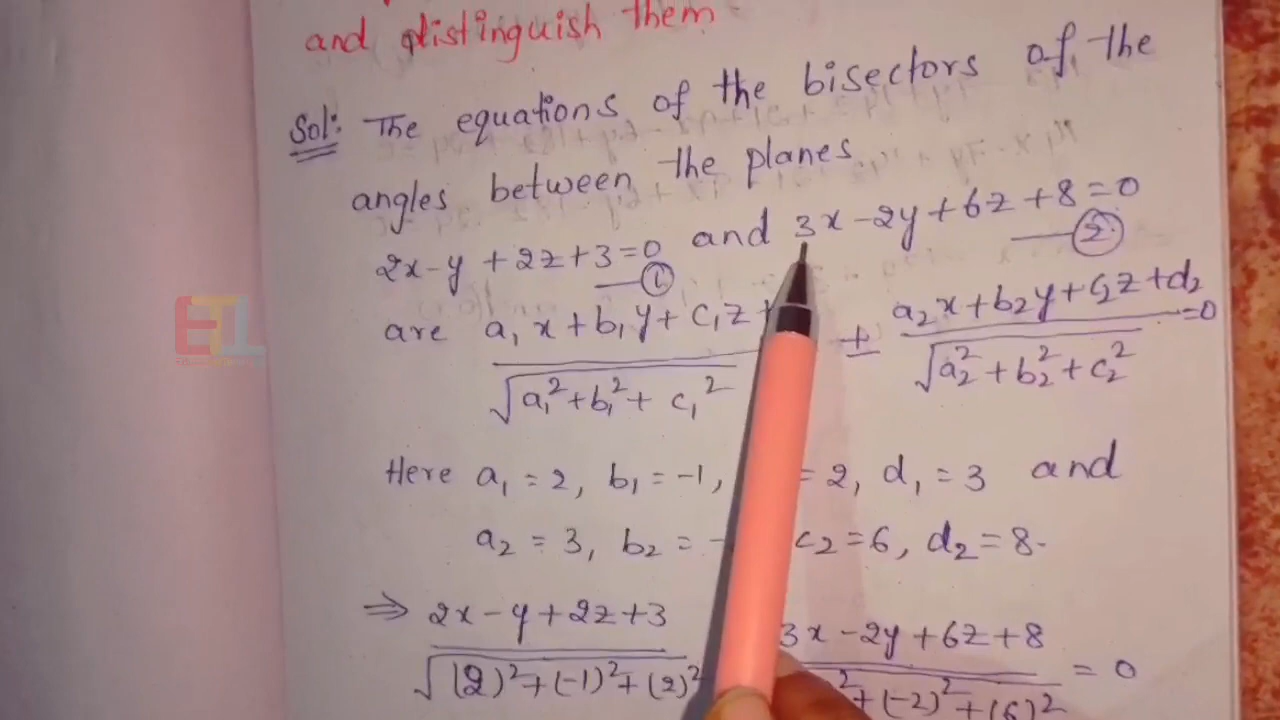 and distinguish them
Sol: The equations of the bisectors of the
angles between the planes
2x-y+2z+3=0 —① and 3x-2y+6z+8=0 —②
are a₁x+b₁y+c₁z+ / √a₁²+b₁²+c₁² ± a₂x+b₂y+c₂z+d₂ / √a₂²+b₂²+c₂² =0
Here a₁=2, b₁=-1, =2, d₁=3 and
a₂=3, b₂=- c₂=6, d₂=8.
⇒ 2x-y+2z+3 / √(2)²+(-1)²+(2)² 3x-2y+6z+8 / ²+(-2)²+(6)² =0
ETL